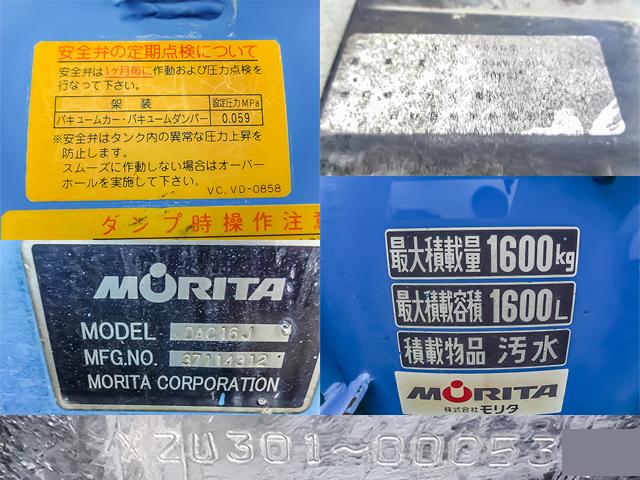 安全弁の定期点検について
安全弁は1ヶ月毎に作動および圧力点検を
行なって下さい。
架装 設定圧力MPa
バキュームカー・バキュームダンパー 0.059
※安全弁はタンク内の異常な圧力上昇を
防止します。
スムーズに作動しない場合はオーバー
ホールを実施して下さい。
VC,VD-0858
ダンプ時操作注意
MORITA
MODEL DAC16J
MFG.NO. 37114312
MORITA CORPORATION
最大積載量 1600kg
最大積載容積 1600L
積載物品 汚水
MORITA
株式会社モリタ
XZU301-00053